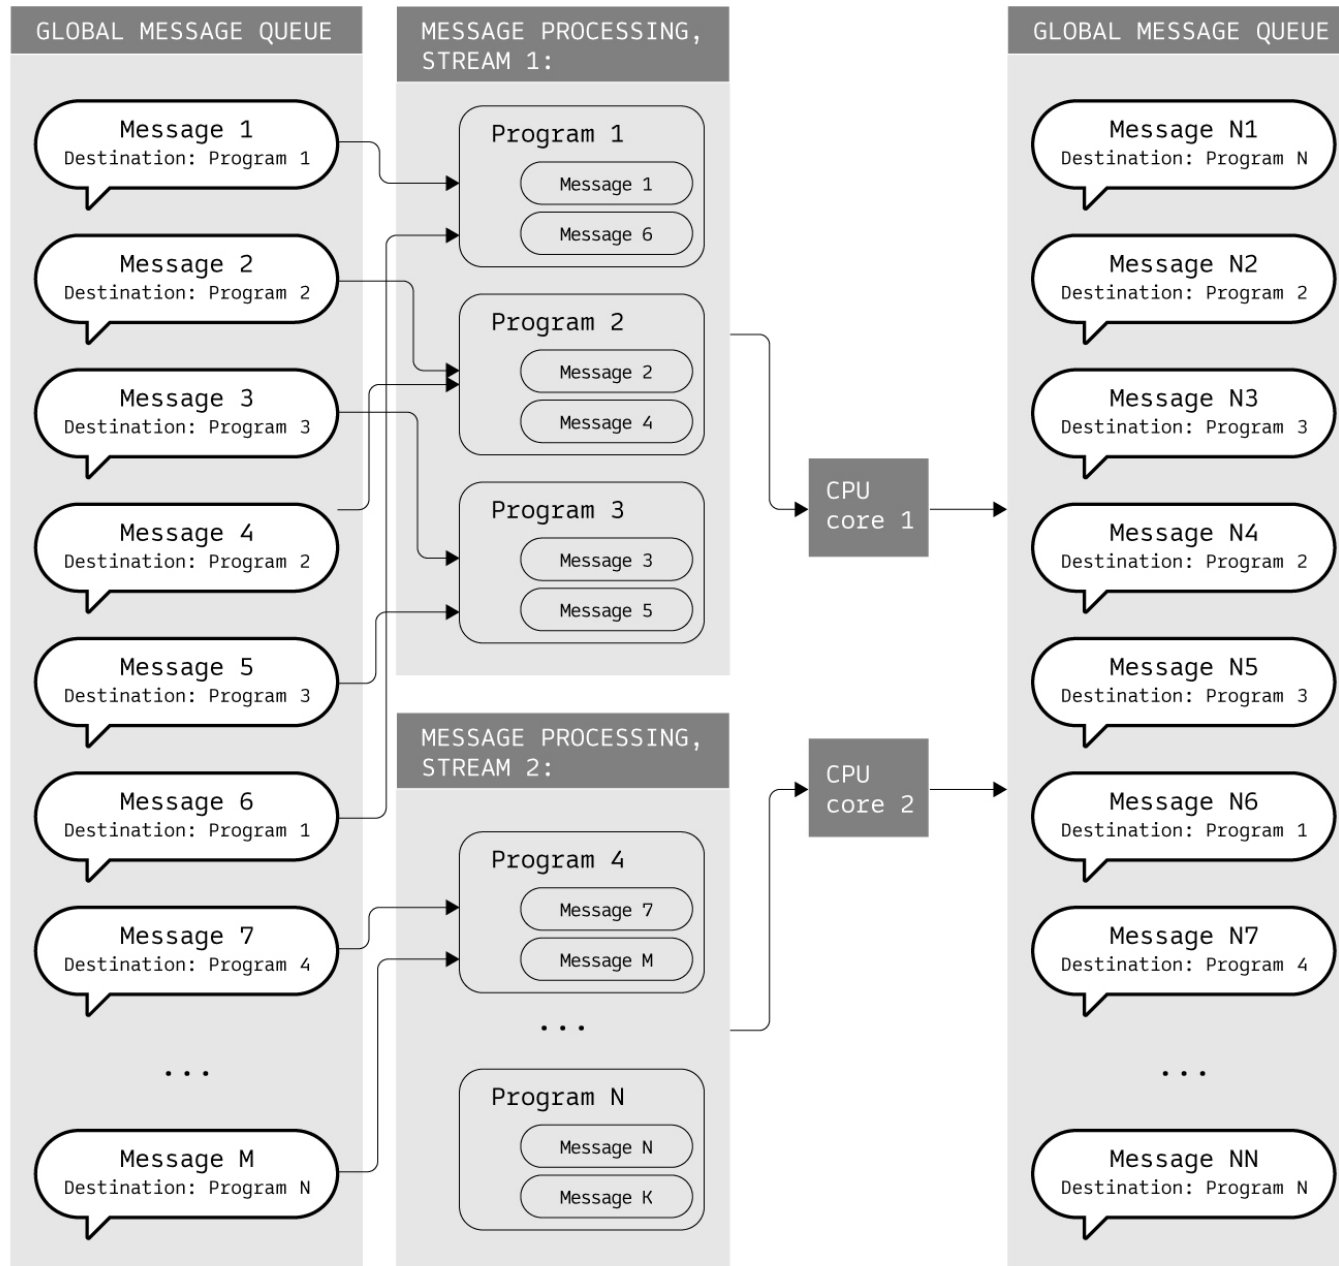 GLOBAL MESSAGE QUEUE
Message 1
Destination: Program 1
Message 2
Destination: Program 2
Message 3
Destination: Program 3
Message 4
Destination: Program 2
Message 5
Destination: Program 3
Message 6
Destination: Program 1
Message 7
Destination: Program 4
...
Message M
Destination: Program N
MESSAGE PROCESSING,
STREAM 1:
Program 1
Message 1
Message 6
Program 2
Message 2
Message 4
Program 3
Message 3
Message 5
MESSAGE PROCESSING,
STREAM 2:
Program 4
Message 7
Message M
...
Program N
Message N
Message K
CPU
core 1
CPU
core 2
GLOBAL MESSAGE QUEUE
Message N1
Destination: Program N
Message N2
Destination: Program 2
Message N3
Destination: Program 3
Message N4
Destination: Program 2
Message N5
Destination: Program 3
Message N6
Destination: Program 1
Message N7
Destination: Program 4
...
Message NN
Destination: Program N